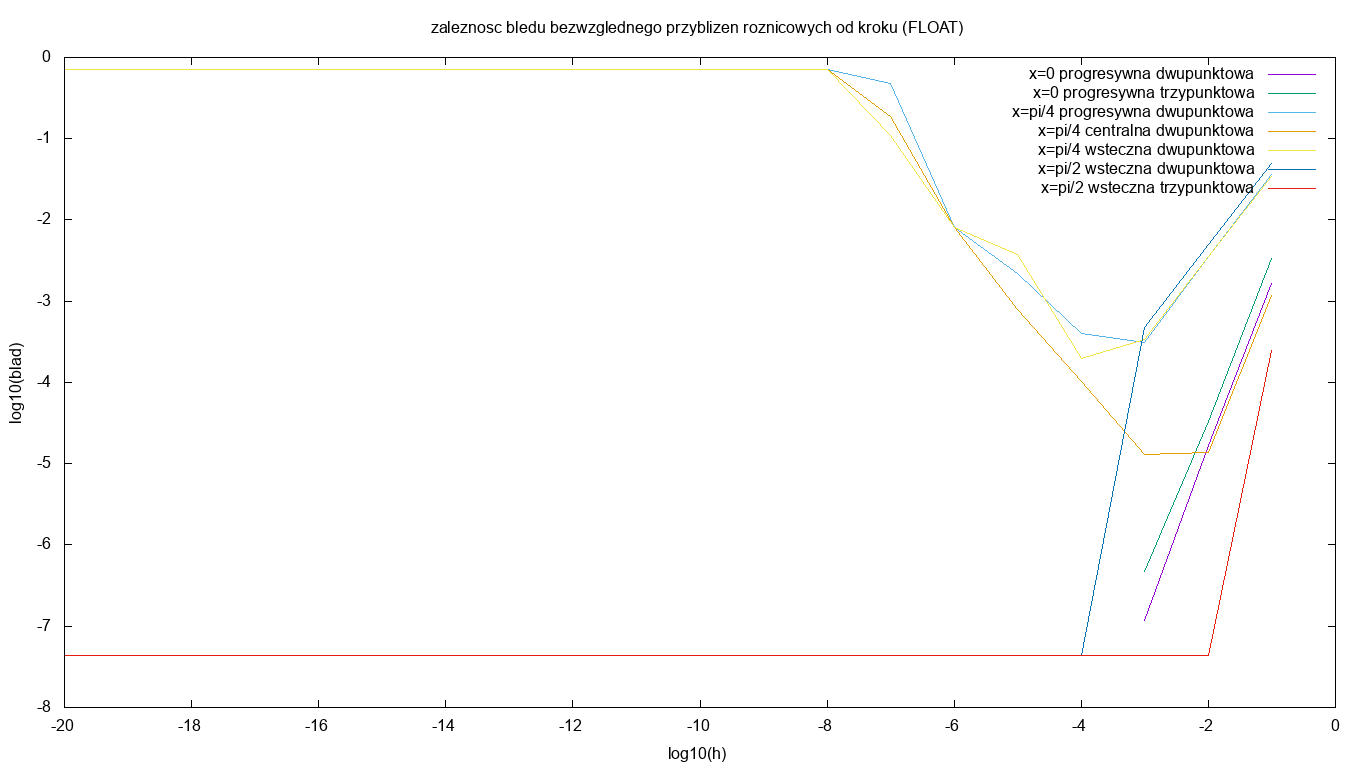 zaleznosc bledu bezwzglednego przyblizen roznicowych od kroku (FLOAT)
x=0 progresywna dwupunktowa
x=0 progresywna trzypunktowa
x=pi/4 progresywna dwupunktowa
x=pi/4 centralna dwupunktowa
x=pi/4 wsteczna dwupunktowa
x=pi/2 wsteczna dwupunktowa
x=pi/2 wsteczna trzypunktowa
log10(blad)
0
-1
-2
-3
-4
-5
-6
-7
-8
-20 -18 -16 -14 -12 -10 -8 -6 -4 -2 0
log10(h)